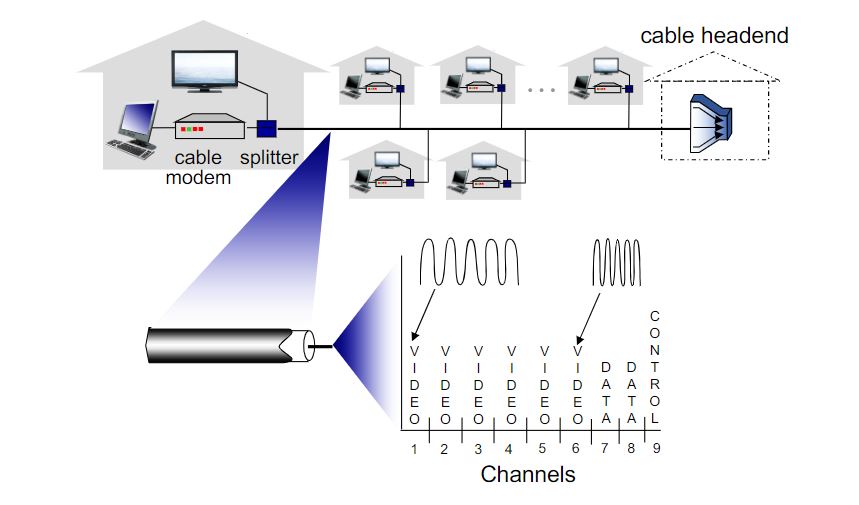 cable headend
cable
modem
splitter
VIDEO
VIDEO
VIDEO
VIDEO
VIDEO
VIDEO
DATA
DATA
CONTROL
1 2 3 4 5 6 7 8 9
Channels